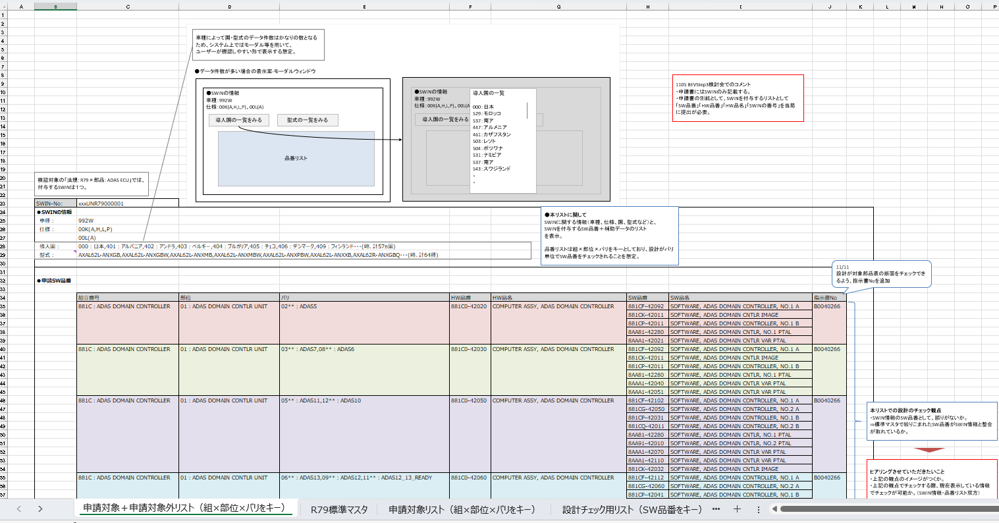 A B C D E F G H I J K L M N O P
車種によって国・型式のデータ件数はかなりの数となる
ため、システム上ではモーダル等を用いて、
ユーザーが視認しやすい形で表示する想定。
●データ件数が多い場合の表示案-モーダルウィンドウ
●SWINの情報
車種：992W
仕様：00K(A,H,L,P)、00L(A)
導入国の一覧をみる
型式の一覧をみる
品番リスト
●SWINの情報
車種：992W
仕様：00K(A,H,L,P)、00L(A
導入国の一覧をみる
導入国の一覧
000：日本
529：モロッコ
537：南ア
447：アルメニア
461：カザフスタン
503：レソト
504：ボツワナ
531：ナミビア
537：南ア
543：スワジランド
・
・
1105 BEVStep3検討会でのコメント
・申請書にはSWINのみ記載する。
・申請書の別紙として、SWINを付与するリストとして
「SW品番」「HW品番」「HW品名」「SWINの番号」を当局
に提出が必要。
検証対象の「法規：R79×部品：ADAS ECU」では、
付与するSWINは1つ。
SWIN-No: xxxUNR79000001
●SWINの情報
車種： 992W
仕様： 00K(A,H,L,P)
00L(A)
導入国： 000：日本,401：アルバニア,402：アンドラ,403：ベルギー,404：ブルガリア,405：チェコ,406：デンマーク,409：フィンランド・・・(略. 計57ヵ国)
型式： AXAL62L-ANXGB,AXAL62L-ANXGBW,AXAL62L-ANXMB,AXAL62L-ANXMBW,AXAL62L-ANXPBW,AXAL62L-ANXXB,AXAL62R-ANXGBQ・・・(略. 計64種)
●本リストに関して
SWINに関する情報（車種、仕様、国、型式など）と、
SWINを付与するSW品番＋補助データのリスト
を表示。
品番リストは組×部位×バリをキーとしており、設計がバリ
単位でSW品番をチェックされることを想定。
11/11
設計が対象部品表の断面をチェックでき
るよう、指示書Noを追加
●申請SW品番
組立番号 部位 バリ HW品番 HW品名 SW品番 SW品名 指示書No
881C：ADAS DOMAIN CONTROLLER 01：ADAS DOMAIN CONTLR UNIT 02**：ADAS5 881C0-42020 COMPUTER ASSY, ADAS DOMAIN CONTROLLER 881CF-42092 SOFTWARE, ADAS DOMAIN CONTROLLER, NO.1 A B0040266
881CK-42011 SOFTWARE, ADAS DOMAIN CNTLR IMAGE
881CP-42011 SOFTWARE, ADAS DOMAIN CONTROLLER, NO.1 B
8AA81-42280 SOFTWARE, ADAS DOMAIN CNTLR, NO.1 PTAL
8AAA1-42021 SOFTWARE, ADAS DOMAIN CNTLR VAR PTAL
881C：ADAS DOMAIN CONTROLLER 01：ADAS DOMAIN CONTLR UNIT 03**：ADAS7,08**：ADAS6 881C0-42030 COMPUTER ASSY, ADAS DOMAIN CONTROLLER 881CF-42092 SOFTWARE, ADAS DOMAIN CONTROLLER, NO.1 A B0040266
881CK-42011 SOFTWARE, ADAS DOMAIN CNTLR IMAGE
881CP-42011 SOFTWARE, ADAS DOMAIN CONTROLLER, NO.1 B
8AA81-42280 SOFTWARE, ADAS DOMAIN CNTLR, NO.1 PTAL
8AAA1-42040 SOFTWARE, ADAS DOMAIN CNTLR VAR PTAL
8AAA1-42051 SOFTWARE, ADAS DOMAIN CNTLR VAR PTAL
881C：ADAS DOMAIN CONTROLLER 01：ADAS DOMAIN CONTLR UNIT 05**：ADAS11,12**：ADAS10 881C0-42050 COMPUTER ASSY, ADAS DOMAIN CONTROLLER 881CF-42102 SOFTWARE, ADAS DOMAIN CONTROLLER, NO.1 A B0040266
881CG-42050 SOFTWARE, ADAS DOMAIN CONTROLLER, NO.2 A
881CP-42031 SOFTWARE, ADAS DOMAIN CONTROLLER, NO.1 B
881CQ-42011 SOFTWARE, ADAS DOMAIN CONTROLLER, NO.2 B
8AA81-42280 SOFTWARE, ADAS DOMAIN CNTLR, NO.1 PTAL
8AA91-42010 SOFTWARE, ADAS DOMAIN CNTLR, NO.2 PTAL
8AAA1-42070 SOFTWARE, ADAS DOMAIN CNTLR VAR PTAL
8AAA1-42110 SOFTWARE, ADAS DOMAIN CNTLR VAR PTAL
881CK-42032 SOFTWARE, ADAS DOMAIN CNTLR IMAGE
881C：ADAS DOMAIN CONTROLLER 01：ADAS DOMAIN CONTLR UNIT 06**：ADAS13,09**：ADAS12,11**：ADAS12_13_READY 881C0-42060 COMPUTER ASSY, ADAS DOMAIN CONTROLLER 881CF-42112 SOFTWARE, ADAS DOMAIN CONTROLLER, NO.1 A B0040266
881CG-42060 SOFTWARE, ADAS DOMAIN CONTROLLER, NO.2 A
881CP-42041 SOFTWARE, ADAS DOMAIN CONTROLLER, NO.1 B
本リストでの設計のチェック観点
・SWIN情報のSW品番として、誤りがないか。
⇒標準マスタで絞りこまれたSW品番がSWIN情報と整合
が取れているか。
ヒアリングさせていただきたいこと
・上記の観点のイメージがつくか。
・上記の観点でチェックする際、現在表示している情報
でチェックが可能か。（SWIN情報・品番リスト双方）
申請対象＋申請対象外リスト（組×部位×バリをキー） R79標準マスタ 申請対象リスト（組×部位×バリをキー） 設計チェック用リスト（SW品番をキー）